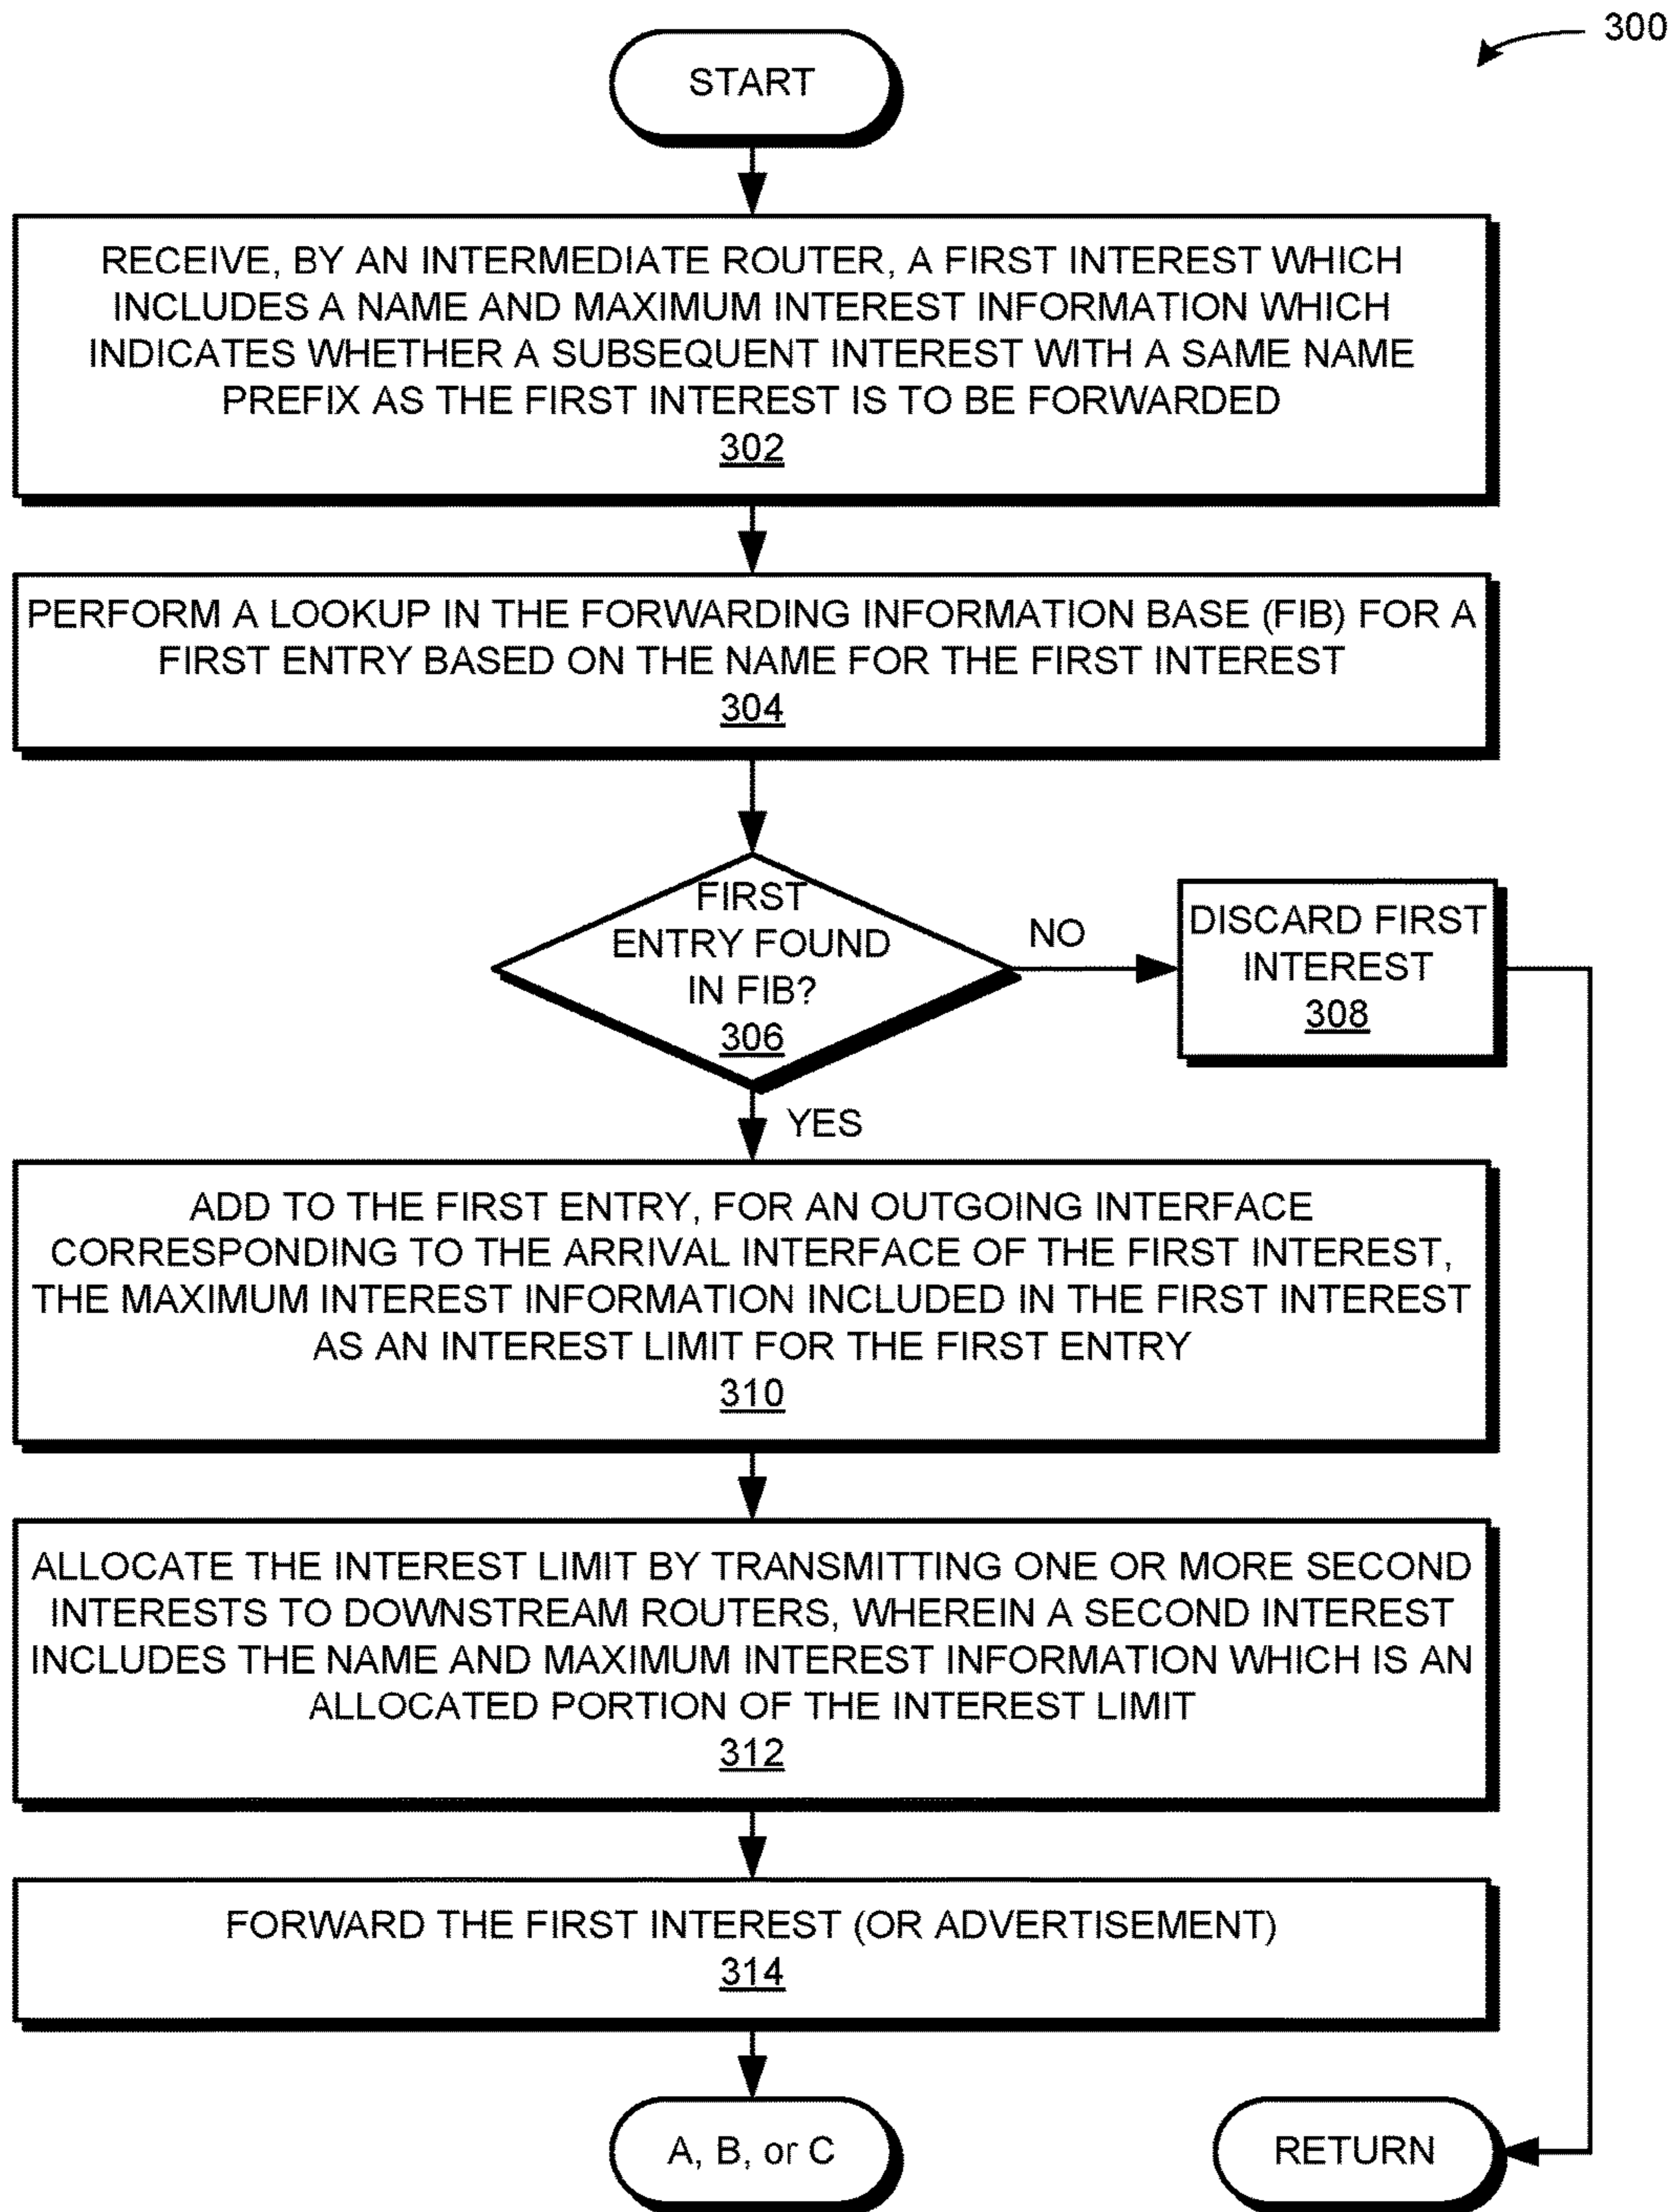 300
START
RECEIVE, BY AN INTERMEDIATE ROUTER, A FIRST INTEREST WHICH
INCLUDES A NAME AND MAXIMUM INTEREST INFORMATION WHICH
INDICATES WHETHER A SUBSEQUENT INTEREST WITH A SAME NAME
PREFIX AS THE FIRST INTEREST IS TO BE FORWARDED
302
PERFORM A LOOKUP IN THE FORWARDING INFORMATION BASE (FIB) FOR A
FIRST ENTRY BASED ON THE NAME FOR THE FIRST INTEREST
304
FIRST
ENTRY FOUND
IN FIB?
306
NO
DISCARD FIRST
INTEREST
308
YES
ADD TO THE FIRST ENTRY, FOR AN OUTGOING INTERFACE
CORRESPONDING TO THE ARRIVAL INTERFACE OF THE FIRST INTEREST,
THE MAXIMUM INTEREST INFORMATION INCLUDED IN THE FIRST INTEREST
AS AN INTEREST LIMIT FOR THE FIRST ENTRY
310
ALLOCATE THE INTEREST LIMIT BY TRANSMITTING ONE OR MORE SECOND
INTERESTS TO DOWNSTREAM ROUTERS, WHEREIN A SECOND INTEREST
INCLUDES THE NAME AND MAXIMUM INTEREST INFORMATION WHICH IS AN
ALLOCATED PORTION OF THE INTEREST LIMIT
312
FORWARD THE FIRST INTEREST (OR ADVERTISEMENT)
314
A, B, or C
RETURN